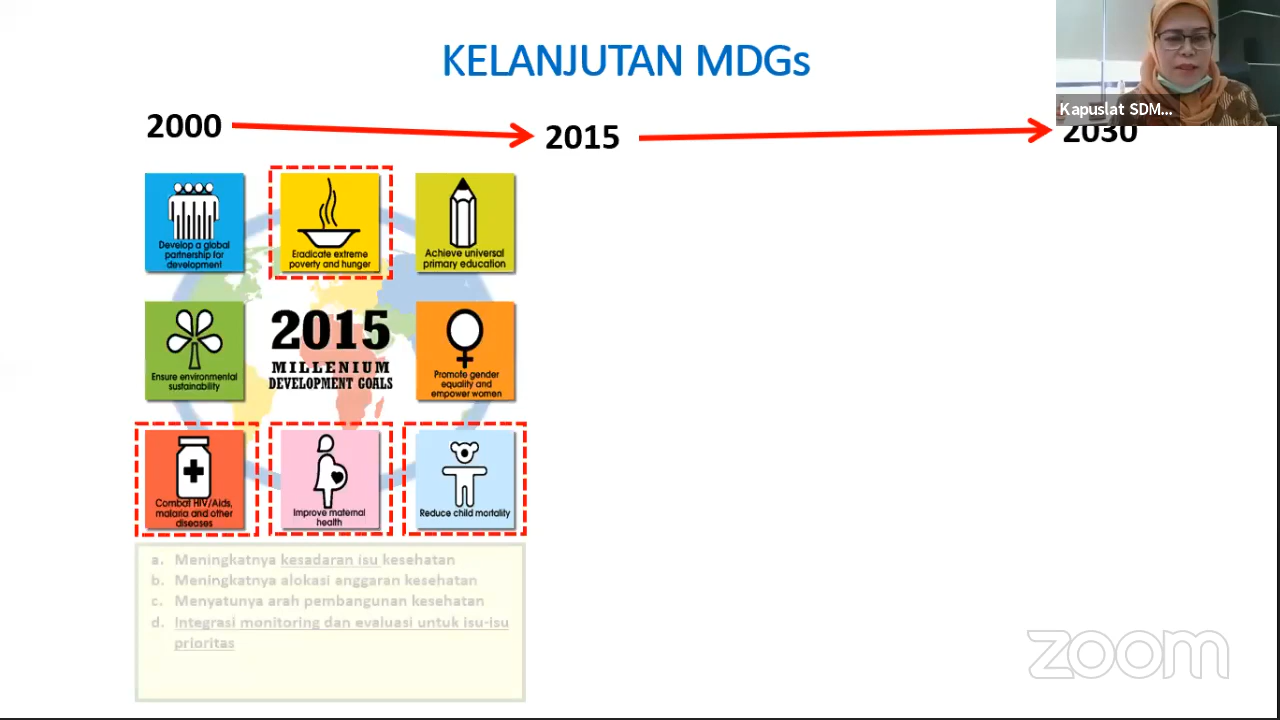 KELANJUTAN MDGs
Kapuslat SDM...
2000
2015
2030
Develop a global
partnership for
development
Eradicate extreme
poverty and hunger
Achieve universal
primary education
Ensure environmental
sustainability
2015
MILLENIUM
DEVELOPMENT GOALS
Promote gender
equality and
empower women
Combat HIV/Aids,
malaria and other
diseases
Improve maternal
health
Reduce child mortality
a. Meningkatnya kesadaran isu kesehatan
b. Meningkatnya alokasi anggaran kesehatan
c. Menyatunya arah pembangunan kesehatan
d. Integrasi monitoring dan evaluasi untuk isu-isu
prioritas
zoom